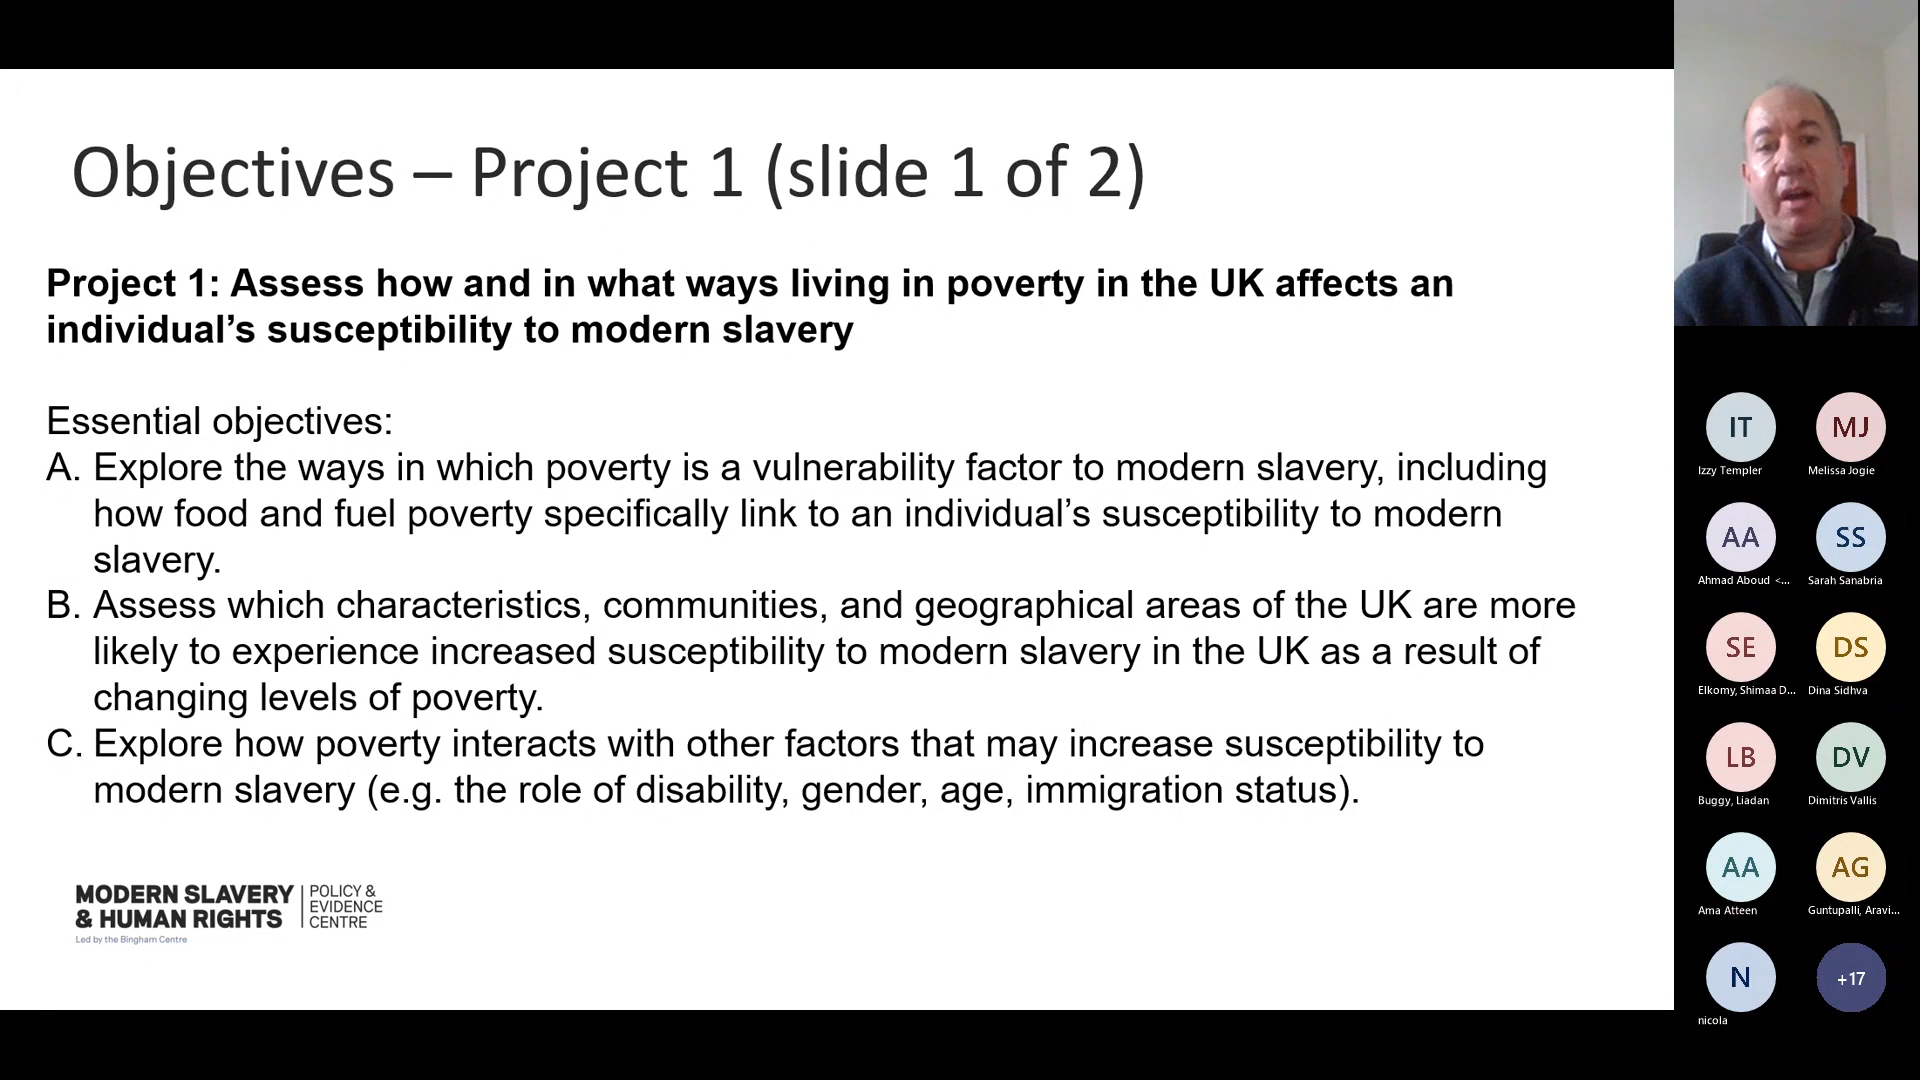 Objectives – Project 1 (slide 1 of 2)
Project 1: Assess how and in what ways living in poverty in the UK affects an
individual’s susceptibility to modern slavery
Essential objectives:
A. Explore the ways in which poverty is a vulnerability factor to modern slavery, including
how food and fuel poverty specifically link to an individual’s susceptibility to modern
slavery.
B. Assess which characteristics, communities, and geographical areas of the UK are more
likely to experience increased susceptibility to modern slavery in the UK as a result of
changing levels of poverty.
C. Explore how poverty interacts with other factors that may increase susceptibility to
modern slavery (e.g. the role of disability, gender, age, immigration status).
MODERN SLAVERY
& HUMAN RIGHTS
POLICY &
EVIDENCE
CENTRE
Led by the Bingham Centre
IT
Izzy Templer
MJ
Melissa Jogie
AA
Ahmad Aboud <...
SS
Sarah Sanabria
SE
Elkomy, Shimaa D...
DS
Dina Sidhva
LB
Buggy, Liadan
DV
Dimitris Vallis
AA
Ama Atteen
AG
Guntupalli, Aravi...
N
nicola
+17